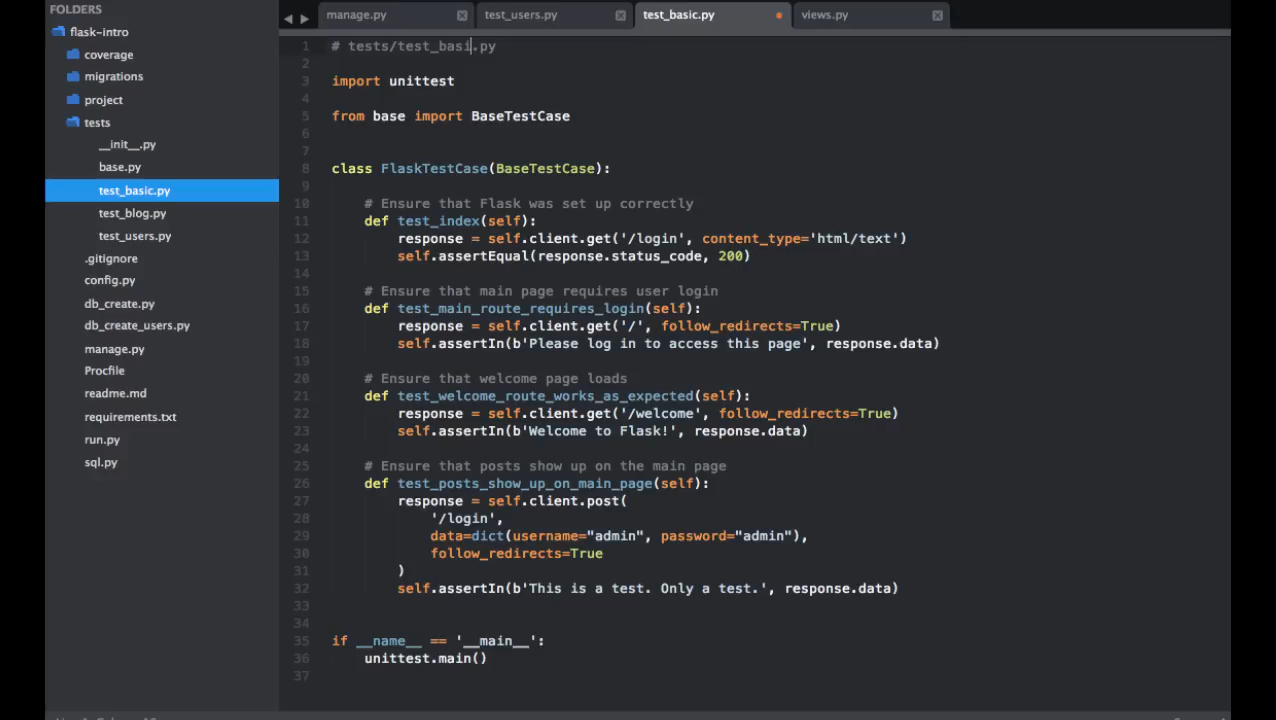 FOLDERS
flask-intro
coverage
migrations
project
tests
__init__.py
base.py
test_basic.py
test_blog.py
test_users.py
.gitignore
config.py
db_create.py
db_create_users.py
manage.py
Procfile
readme.md
requirements.txt
run.py
sql.py
manage.py
test_users.py
test_basic.py
views.py
1 # tests/test_basi.py
2
3 import unittest
4
5 from base import BaseTestCase
6
7
8 class FlaskTestCase(BaseTestCase):
9
10     # Ensure that Flask was set up correctly
11     def test_index(self):
12         response = self.client.get('/login', content_type='html/text')
13         self.assertEqual(response.status_code, 200)
14
15     # Ensure that main page requires user login
16     def test_main_route_requires_login(self):
17         response = self.client.get('/', follow_redirects=True)
18         self.assertIn(b'Please log in to access this page', response.data)
19
20     # Ensure that welcome page loads
21     def test_welcome_route_works_as_expected(self):
22         response = self.client.get('/welcome', follow_redirects=True)
23         self.assertIn(b'Welcome to Flask!', response.data)
24
25     # Ensure that posts show up on the main page
26     def test_posts_show_up_on_main_page(self):
27         response = self.client.post(
28             '/login',
29             data=dict(username="admin", password="admin"),
30             follow_redirects=True
31         )
32         self.assertIn(b'This is a test. Only a test.', response.data)
33
34
35 if __name__ == '__main__':
36     unittest.main()
37